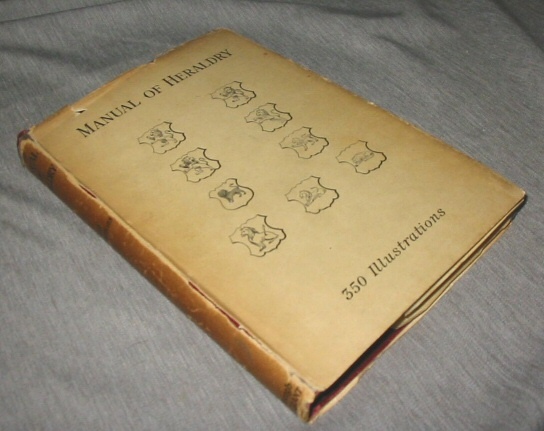 MANUAL OF HERALDRY
350 Illustrations